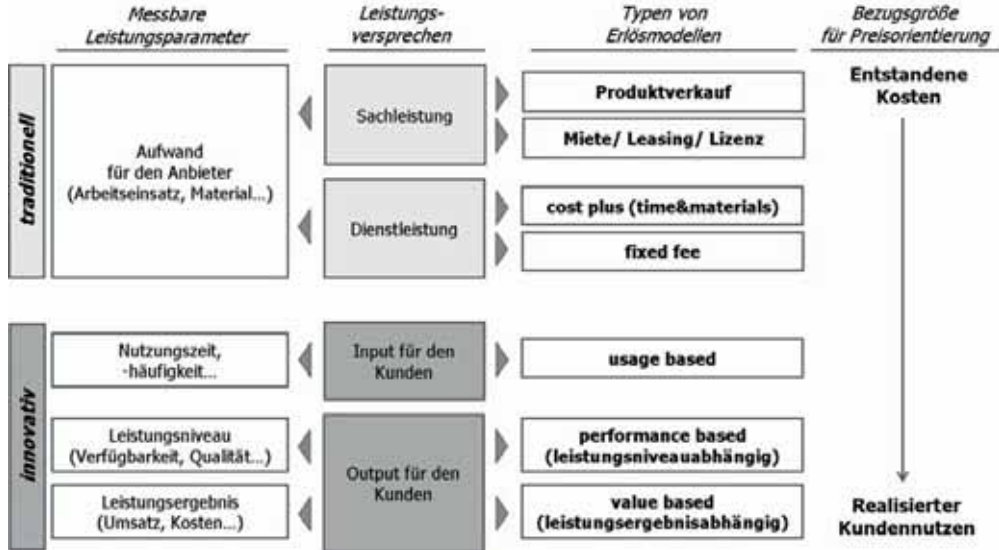 Messbare
Leistungsparameter
Leistungs-
versprechen
Typen von
Erlösmodellen
Bezugsgröße
für Preisorientierung
traditionell
Aufwand
für den Anbieter
(Arbeitseinsatz, Material...)
Sachleistung
Produktverkauf
Miete/ Leasing/ Lizenz
Dienstleistung
cost plus (time&materials)
fixed fee
Entstandene
Kosten
innovativ
Nutzungszeit,
-häufigkeit...
Input für den
Kunden
usage based
Leistungsniveau
(Verfügbarkeit, Qualität...)
Output für den
Kunden
performance based
(leistungsniveauabhängig)
Leistungsergebnis
(Umsatz, Kosten...)
value based
(leistungsergebnisabhängig)
Realisierter
Kundennutzen